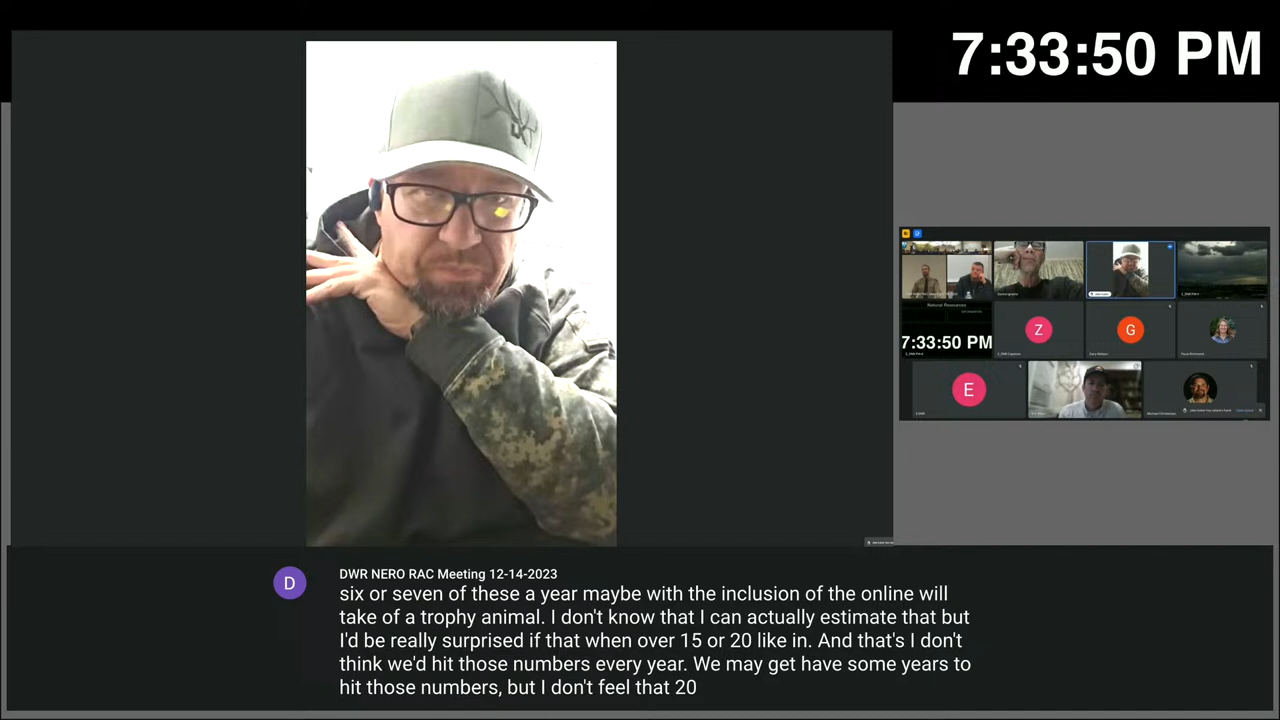 7:33:50 PM
Natural Resources
7:33:50 PM
Z
G
E
D
DWR NERO RAC Meeting 12-14-2023
six or seven of these a year maybe with the inclusion of the online will
take of a trophy animal. I don't know that I can actually estimate that but
I'd be really surprised if that when over 15 or 20 like in. And that's I don't
think we'd hit those numbers every year. We may get have some years to
hit those numbers, but I don't feel that 20